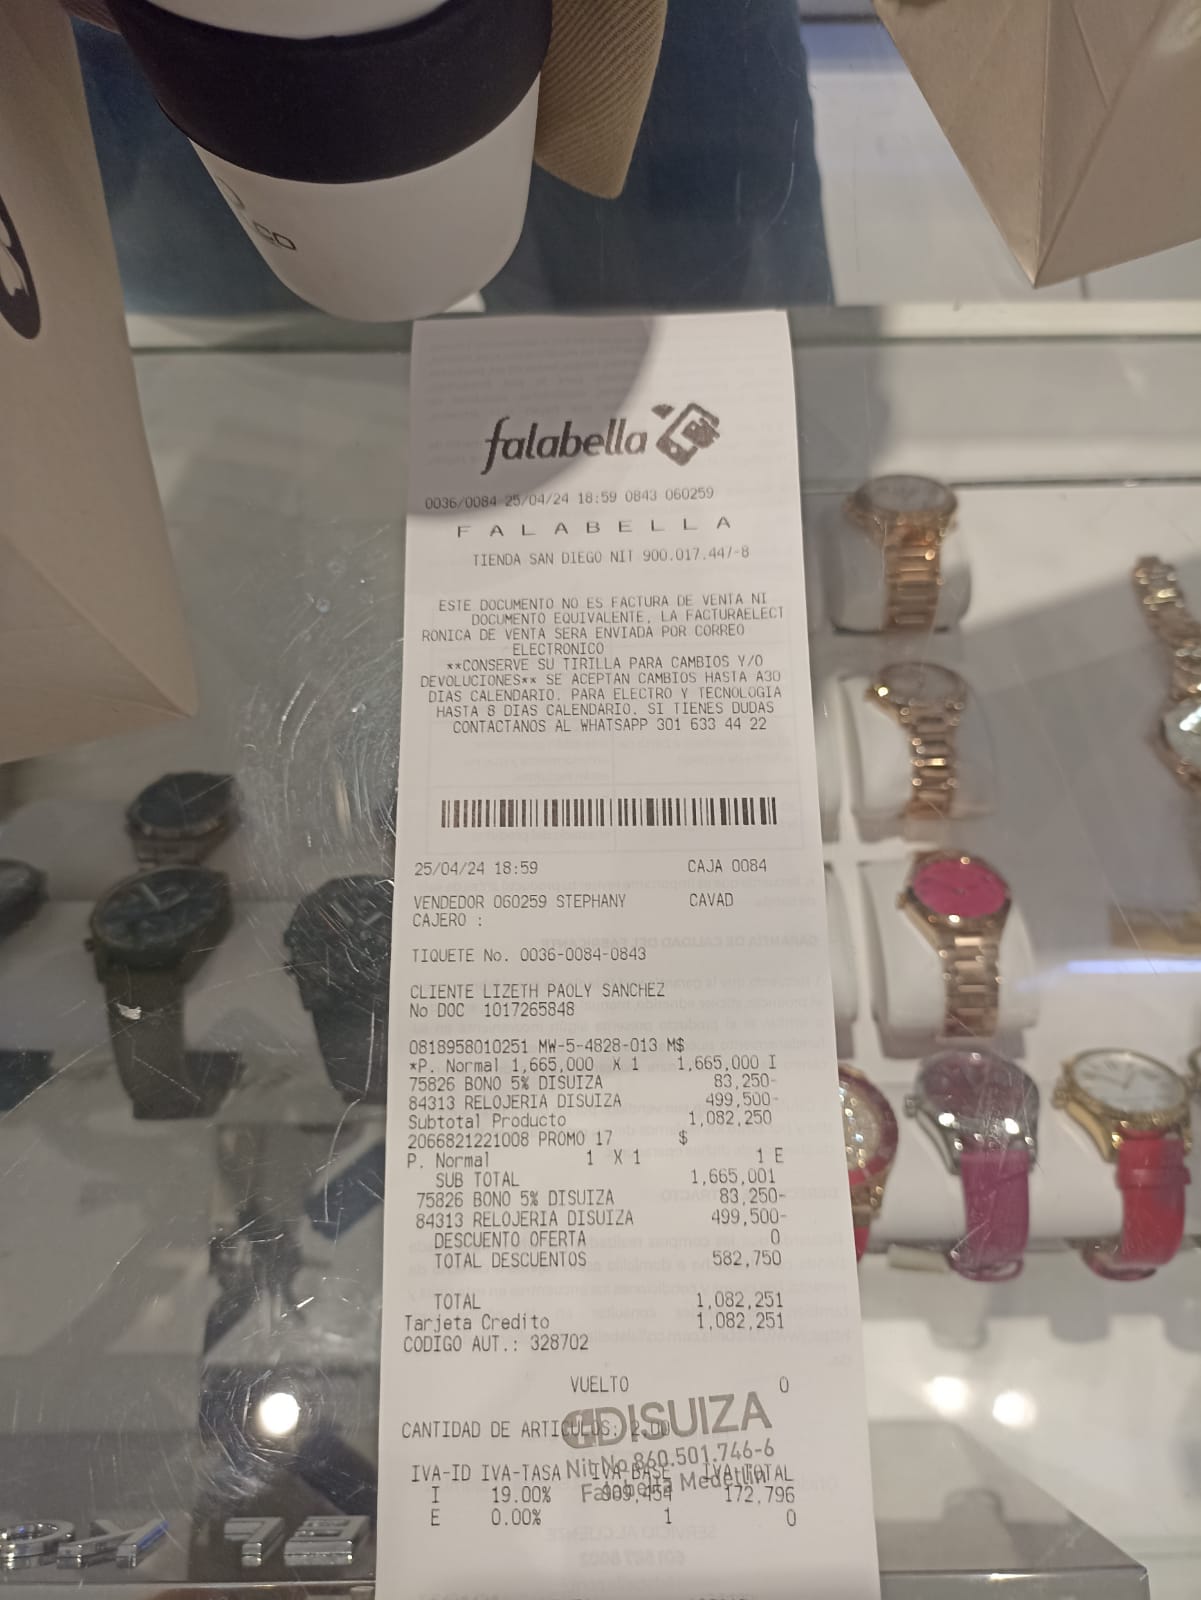 falabella
0036/0084 25/04/24 18:59 0843 060259
F A L A B E L L A
TIENDA SAN DIEGO NIT 900.017.447-8
ESTE DOCUMENTO NO ES FACTURA DE VENTA NI
DOCUMENTO EQUIVALENTE, LA FACTURAELECT
RONICA DE VENTA SERA ENVIADA POR CORREO
ELECTRONICO
**CONSERVE SU TIRILLA PARA CAMBIOS Y/O
DEVOLUCIONES** SE ACEPTAN CAMBIOS HASTA A30
DIAS CALENDARIO. PARA ELECTRO Y TECNOLOGIA
HASTA 8 DIAS CALENDARIO. SI TIENES DUDAS
CONTACTANOS AL WHATSAPP 301 633 44 22
25/04/24 18:59 CAJA 0084
VENDEDOR 060259 STEPHANY CAVAD
CAJERO :
TIQUETE No. 0036-0084-0843
CLIENTE LIZETH PAOLY SANCHEZ
No DOC 1017265848
0818958010251 MW-5-4828-013 M$
*P. Normal 1,665,000 X 1 1,665,000 I
75826 BONO 5% DISUIZA 83,250-
84313 RELOJERIA DISUIZA 499,500-
Subtotal Producto 1,082,250
2066821221008 PROMO 17 $
P. Normal 1 X 1 1 E
SUB TOTAL 1,665,001
75826 BONO 5% DISUIZA 83,250-
84313 RELOJERIA DISUIZA 499,500-
DESCUENTO OFERTA 0
TOTAL DESCUENTOS 582,750
TOTAL 1,082,251
Tarjeta Credito 1,082,251
CODIGO AUT.: 328702
VUELTO 0
CANTIDAD DE ARTICULOS: 2.00
DISUIZA
Nit No 860.501.746-6
Falabella Medellin
IVA-ID IVA-TASA IVA-BASE IVA-TOTAL
I 19.00% 909,454 172,796
E 0.00% 1 0